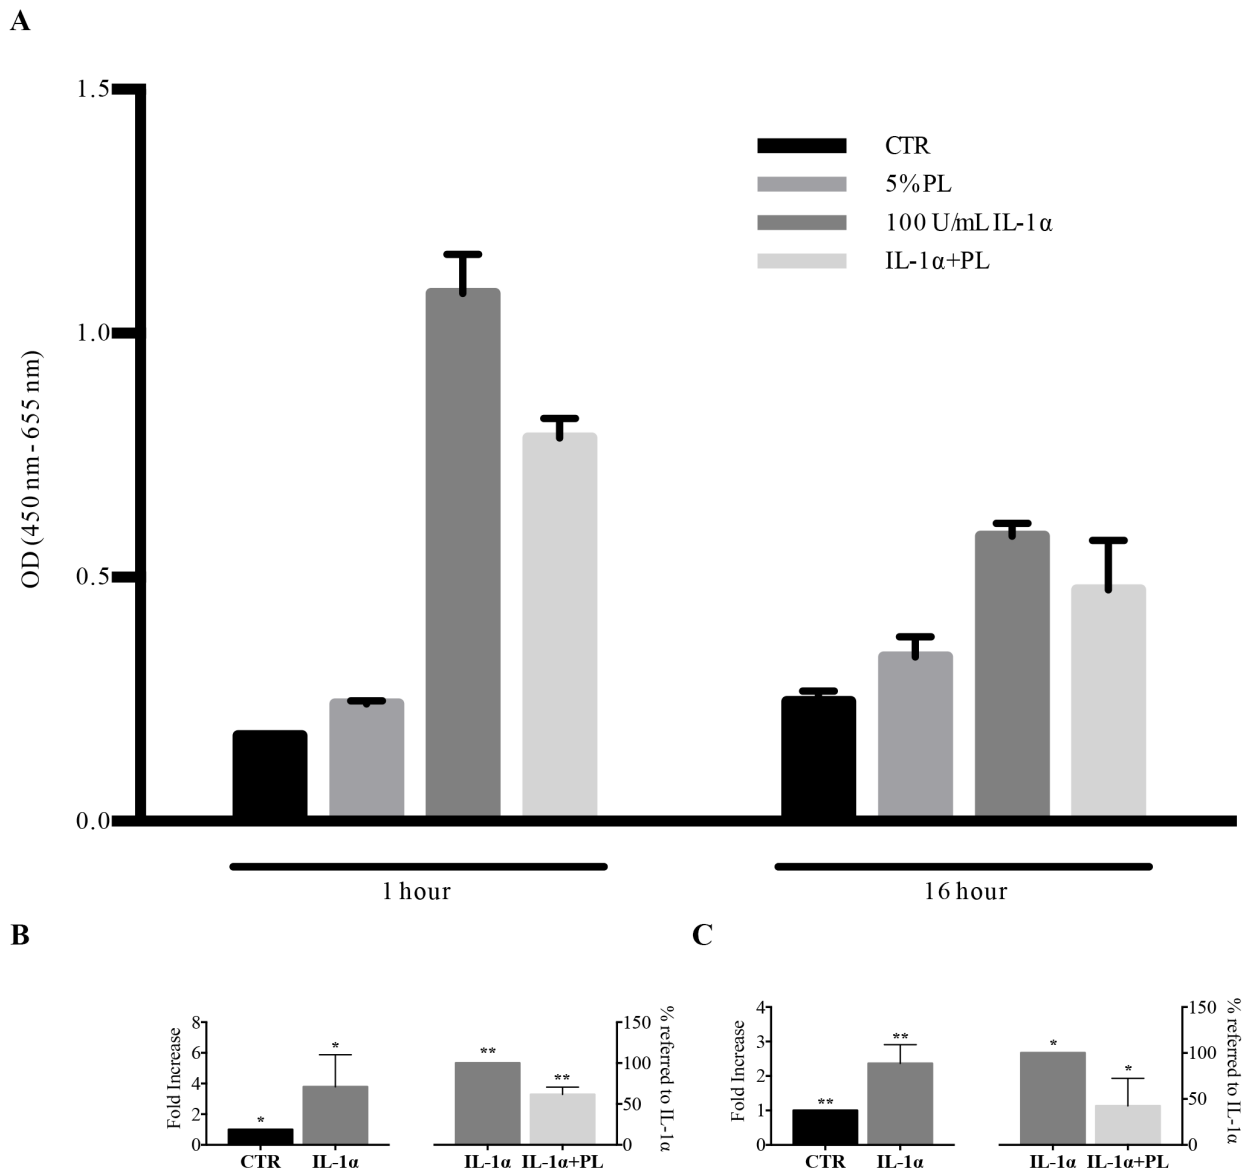 A
1.5
1.0
0.5
0.0
OD (450 nm - 655 nm)
CTR
5%PL
100 U/mL IL-1α
IL-1α+PL
1 hour
16 hour
B
Fold Increase
8
6
4
2
0
*
*
CTR IL-1α
**
**
IL-1α IL-1α+PL
150
100
50
0
% referred to IL-1α
C
Fold Increase
4
3
2
1
0
**
**
CTR IL-1α
*
*
IL-1α IL-1α+PL
150
100
50
0
% referred to IL-1α